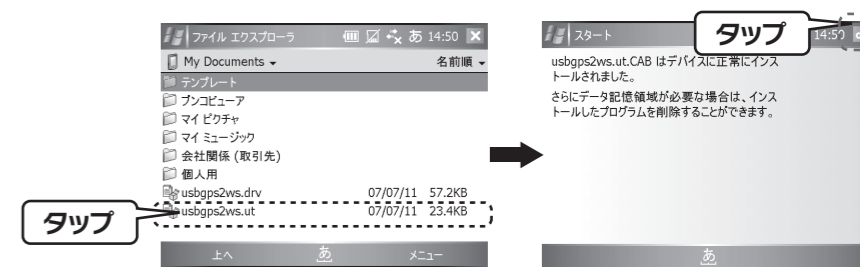 ファイル エクスプローラ
あ 14:50
My Documents
名前順
テンプレート
ブンコビューア
マイ ピクチャ
マイ ミュージック
会社関係 (取引先)
個人用
usbgps2ws.drv 07/07/11 57.2KB
usbgps2ws.ut 07/07/11 23.4KB
タップ
上へ
あ
メニュー
スタート
タップ
14:50
usbgps2ws.ut.CAB はデバイスに正常にインス
トールされました。
さらにデータ記憶領域が必要な場合は、インス
トールしたプログラムを削除することができます。
あ